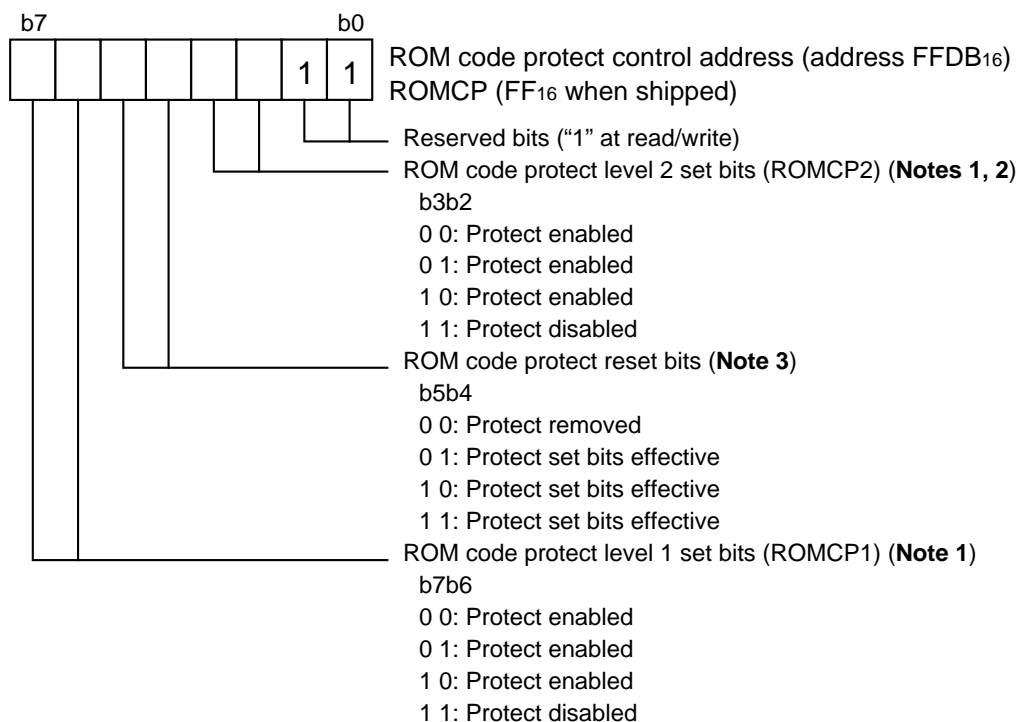 b7 b0
1 1
ROM code protect control address (address FFDB16)
ROMCP (FF16 when shipped)
Reserved bits (“1” at read/write)
ROM code protect level 2 set bits (ROMCP2) (Notes 1, 2)
b3b2
0 0: Protect enabled
0 1: Protect enabled
1 0: Protect enabled
1 1: Protect disabled
ROM code protect reset bits (Note 3)
b5b4
0 0: Protect removed
0 1: Protect set bits effective
1 0: Protect set bits effective
1 1: Protect set bits effective
ROM code protect level 1 set bits (ROMCP1) (Note 1)
b7b6
0 0: Protect enabled
0 1: Protect enabled
1 0: Protect enabled
1 1: Protect disabled